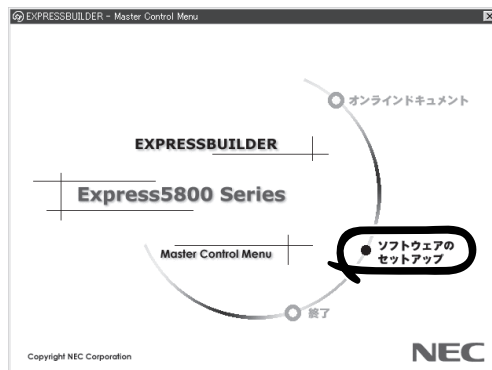 EXPRESSBUILDER - Master Control Menu
オンラインドキュメント
EXPRESSBUILDER
Express5800 Series
ソフトウェアの
セットアップ
Master Control Menu
終了
Copyright NEC Corporation
NEC